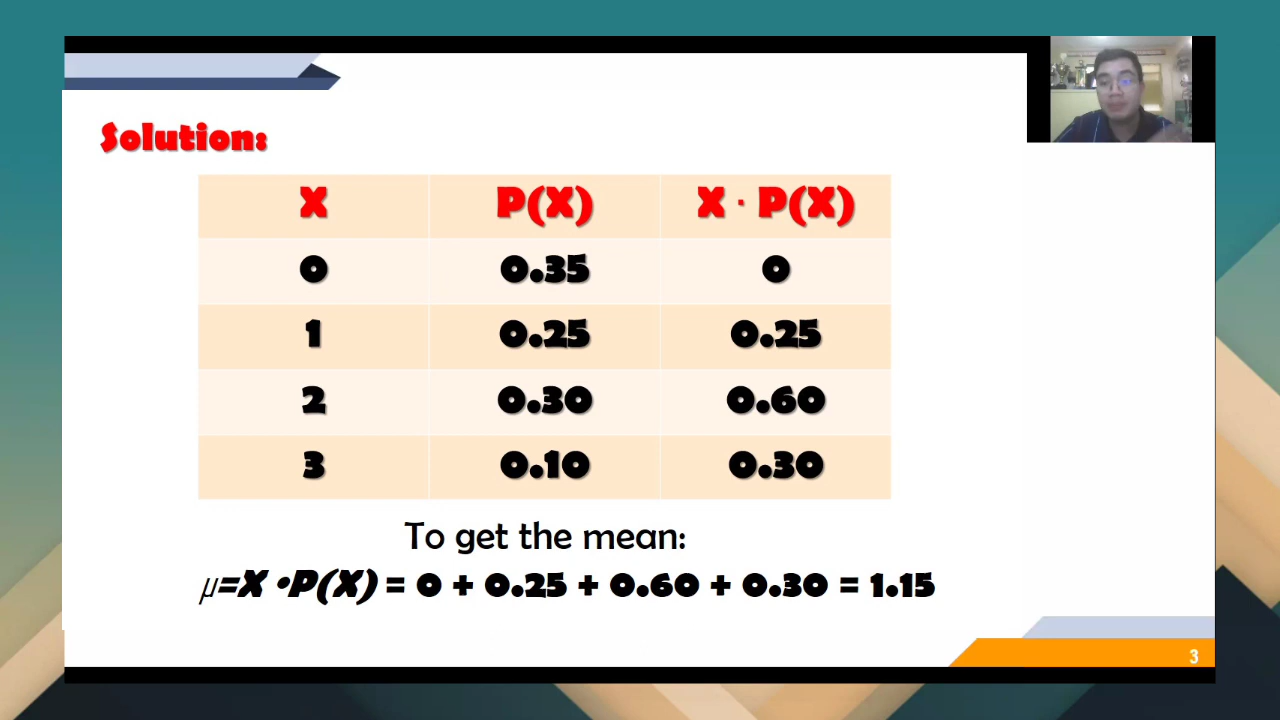 Solution:
X P(X) X · P(X)
0 0.35 0
1 0.25 0.25
2 0.30 0.60
3 0.10 0.30
To get the mean:
μ=X •P(X) = 0 + 0.25 + 0.60 + 0.30 = 1.15
3